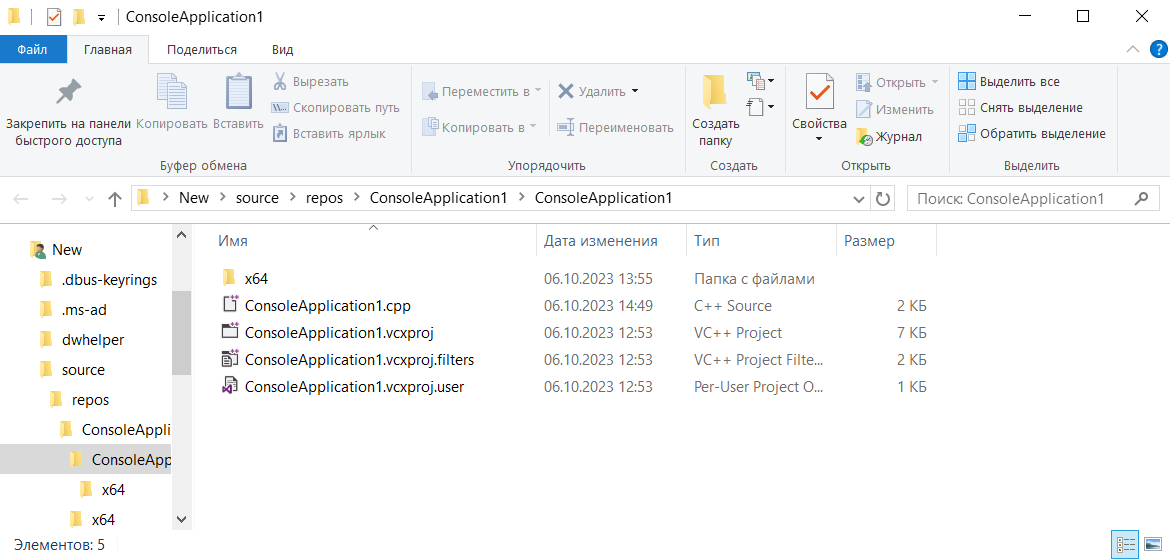 ConsoleApplication1
Файл Главная Поделиться Вид
Закрепить на панели быстрого доступа
Копировать
Вставить
Вырезать
Скопировать путь
Вставить ярлык
Буфер обмена
Переместить в
Копировать в
Удалить
Переименовать
Упорядочить
Создать папку
Создать
Свойства
Открыть
Изменить
Журнал
Открыть
Выделить все
Снять выделение
Обратить выделение
Выделить
New source repos ConsoleApplication1 ConsoleApplication1
Поиск: ConsoleApplication1
New
.dbus-keyrings
.ms-ad
dwhelper
source
repos
ConsoleAppli
ConsoleApp
x64
x64
Имя Дата изменения Тип Размер
x64 06.10.2023 13:55 Папка с файлами
ConsoleApplication1.cpp 06.10.2023 14:49 C++ Source 2 КБ
ConsoleApplication1.vcxproj 06.10.2023 12:53 VC++ Project 7 КБ
ConsoleApplication1.vcxproj.filters 06.10.2023 12:53 VC++ Project Filte... 2 КБ
ConsoleApplication1.vcxproj.user 06.10.2023 12:53 Per-User Project O... 1 КБ
Элементов: 5